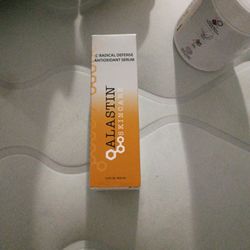 C RADICAL DEFENSE
ANTIOXIDANT SERUM
ALASTIN
SKINCARE